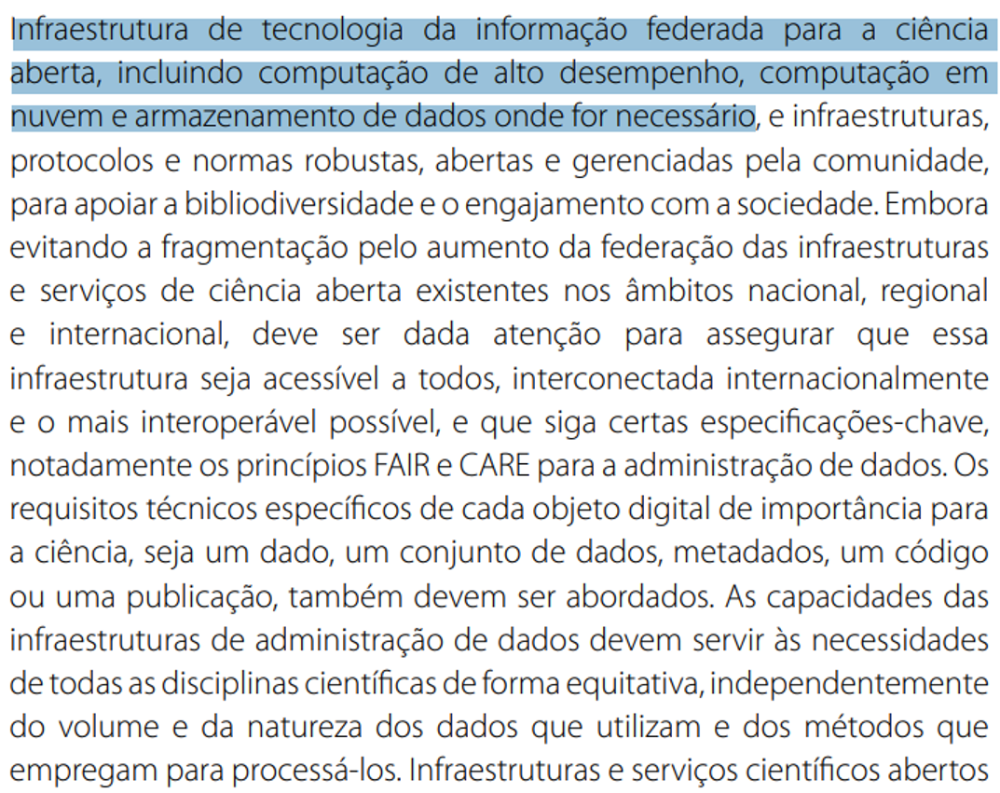 Infraestrutura de tecnologia da informação federada para a ciência
aberta, incluindo computação de alto desempenho, computação em
nuvem e armazenamento de dados onde for necessário, e infraestruturas,
protocolos e normas robustas, abertas e gerenciadas pela comunidade,
para apoiar a bibliodiversidade e o engajamento com a sociedade. Embora
evitando a fragmentação pelo aumento da federação das infraestruturas
e serviços de ciência aberta existentes nos âmbitos nacional, regional
e internacional, deve ser dada atenção para assegurar que essa
infraestrutura seja acessível a todos, interconectada internacionalmente
e o mais interoperável possível, e que siga certas especificações-chave,
notadamente os princípios FAIR e CARE para a administração de dados. Os
requisitos técnicos específicos de cada objeto digital de importância para
a ciência, seja um dado, um conjunto de dados, metadados, um código
ou uma publicação, também devem ser abordados. As capacidades das
infraestruturas de administração de dados devem servir às necessidades
de todas as disciplinas científicas de forma equitativa, independentemente
do volume e da natureza dos dados que utilizam e dos métodos que
empregam para processá-los. Infraestruturas e serviços científicos abertos